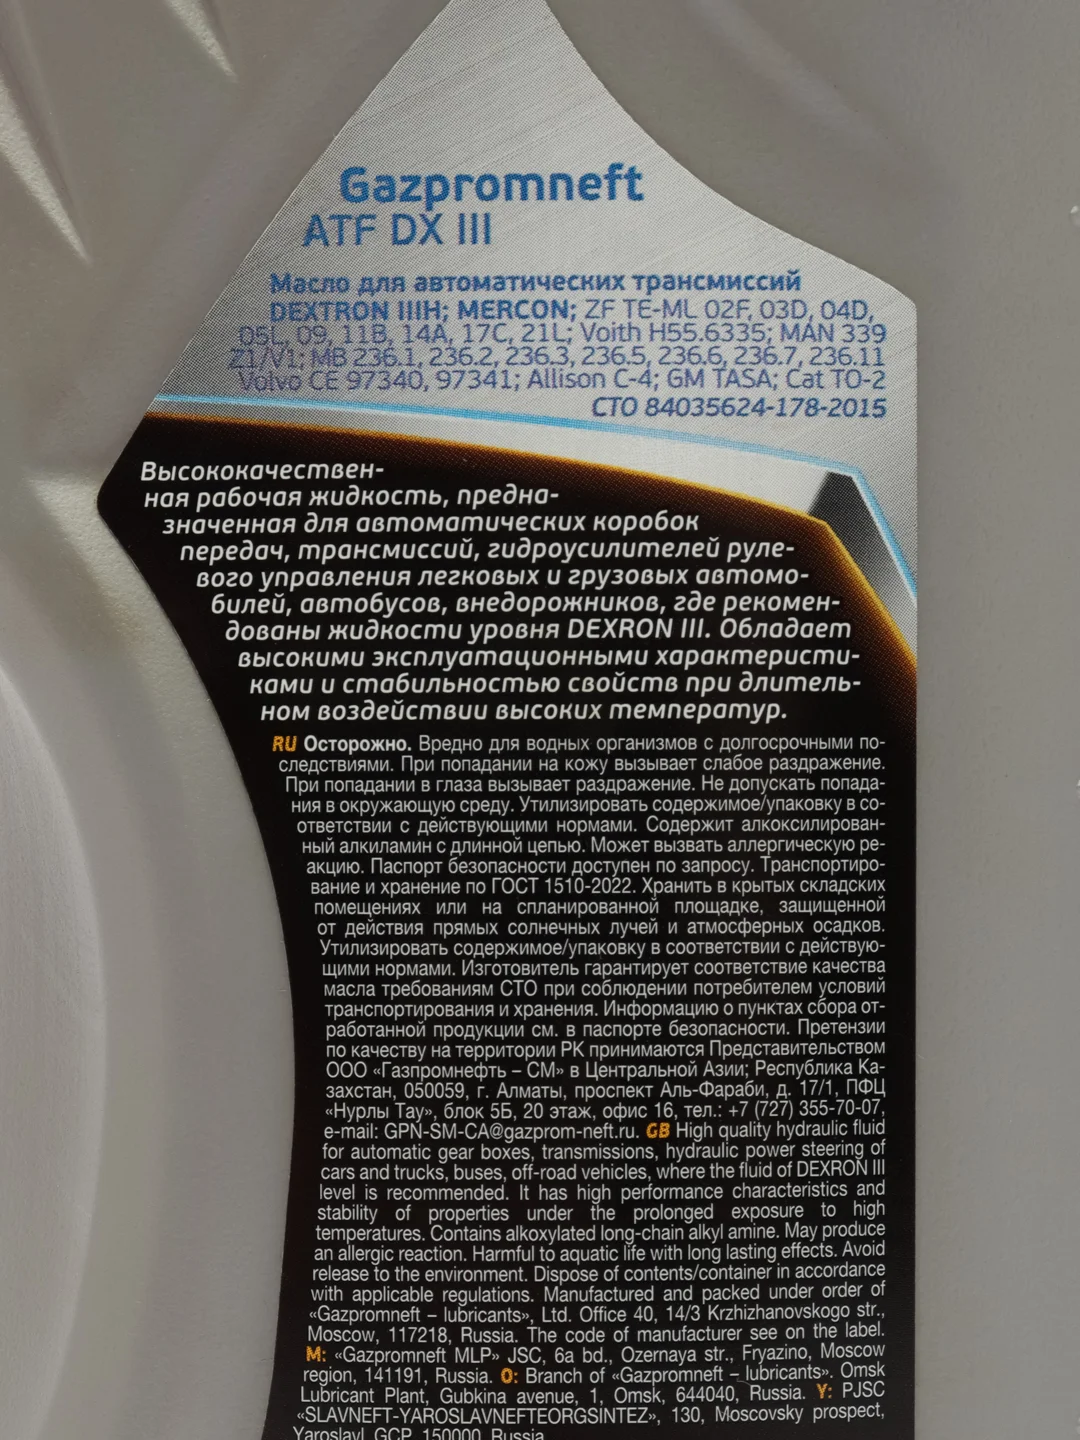 Gazpromneft
ATF DX III
Масло для автоматических трансмиссий
DEXTRON IIIH; MERCON; ZF TE-ML 02F, 03D, 04D,
05L, 09, 11B, 14A, 17C, 21L; Voith H55.6335; MAN 339
Z1/V1; MB 236.1, 236.2, 236.3, 236.5, 236.6, 236.7, 236.11
Volvo CE 97340, 97341; Allison C-4; GM TASA; Cat TO-2
СТО 84035624-178-2015
Высококачествен-
ная рабочая жидкость, предна-
значенная для автоматических коробок
передач, трансмиссий, гидроусилителей руле-
вого управления легковых и грузовых автомо-
билей, автобусов, внедорожников, где рекомен-
дованы жидкости уровня DEXRON III. Обладает
высокими эксплуатационными характеристи-
ками и стабильностью свойств при длитель-
ном воздействии высоких температур.
RU Осторожно. Вредно для водных организмов с долгосрочными по-
следствиями. При попадании на кожу вызывает слабое раздражение.
При попадании в глаза вызывает раздражение. Не допускать попада-
ния в окружающую среду. Утилизировать содержимое/упаковку в со-
ответствии с действующими нормами. Содержит алкоксилирован-
ный алкиламин с длинной цепью. Может вызвать аллергическую ре-
акцию. Паспорт безопасности доступен по запросу. Транспортиро-
вание и хранение по ГОСТ 1510-2022. Хранить в крытых складских
помещениях или на спланированной площадке, защищенной
от действия прямых солнечных лучей и атмосферных осадков.
Утилизировать содержимое/упаковку в соответствии с действую-
щими нормами. Изготовитель гарантирует соответствие качества
масла требованиям СТО при соблюдении потребителем условий
транспортирования и хранения. Информацию о пунктах сбора от-
работанной продукции см. в паспорте безопасности. Претензии
по качеству на территории РК принимаются Представительством
ООО «Газпромнефть – СМ» в Центральной Азии; Республика Ка-
захстан, 050059, г. Алматы, проспект Аль-Фараби, д. 17/1, ПФЦ
«Нурлы Тау», блок 5Б, 20 этаж, офис 16, тел.: +7 (727) 355-70-07,
e-mail: GPN-SM-CA@gazprom-neft.ru. GB High quality hydraulic fluid
for automatic gear boxes, transmissions, hydraulic power steering of
cars and trucks, buses, off-road vehicles, where the fluid of DEXRON III
level is recommended. It has high performance characteristics and
stability of properties under the prolonged exposure to high
temperatures. Contains alkoxylated long-chain alkyl amine. May produce
an allergic reaction. Harmful to aquatic life with long lasting effects. Avoid
release to the environment. Dispose of contents/container in accordance
with applicable regulations. Manufactured and packed under order of
«Gazpromneft – lubricants», Ltd. Office 40, 14/3 Krzhizhanovskogo str.,
Moscow, 117218, Russia. The code of manufacturer see on the label.
M: «Gazpromneft MLP» JSC, 6a bd., Ozernaya str., Fryazino, Moscow
region, 141191, Russia. O: Branch of «Gazpromneft – lubricants». Omsk
Lubricant Plant, Gubkina avenue, 1, Omsk, 644040, Russia. Y: PJSC
«SLAVNEFT-YAROSLAVNEFTEORGSINTEZ», 130, Moscovsky prospect,
Yaroslavl, GCP, 150000, Russia